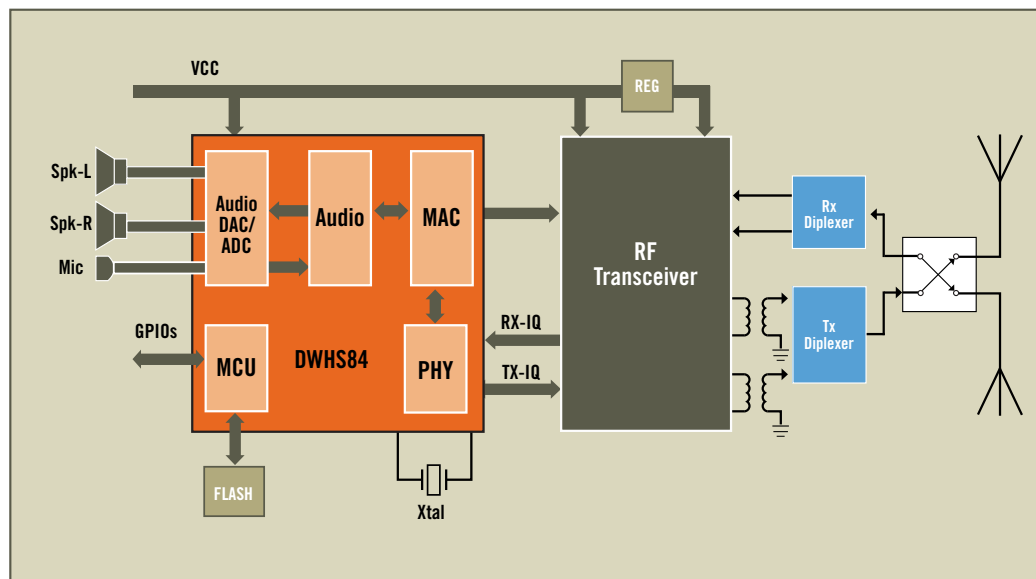 VCC
REG
Spk-L
Spk-R
Mic
Audio
DAC/
ADC
Audio
MAC
RF
Transceiver
Rx
Diplexer
GPIOs
MCU
DWHS84
PHY
RX-IQ
TX-IQ
Tx
Diplexer
FLASH
Xtal